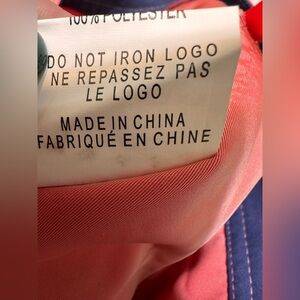 100% POLYESTER
DO NOT IRON LOGO
NE REPASSEZ PAS
LE LOGO
MADE IN CHINA
FABRIQUÉ EN CHINE